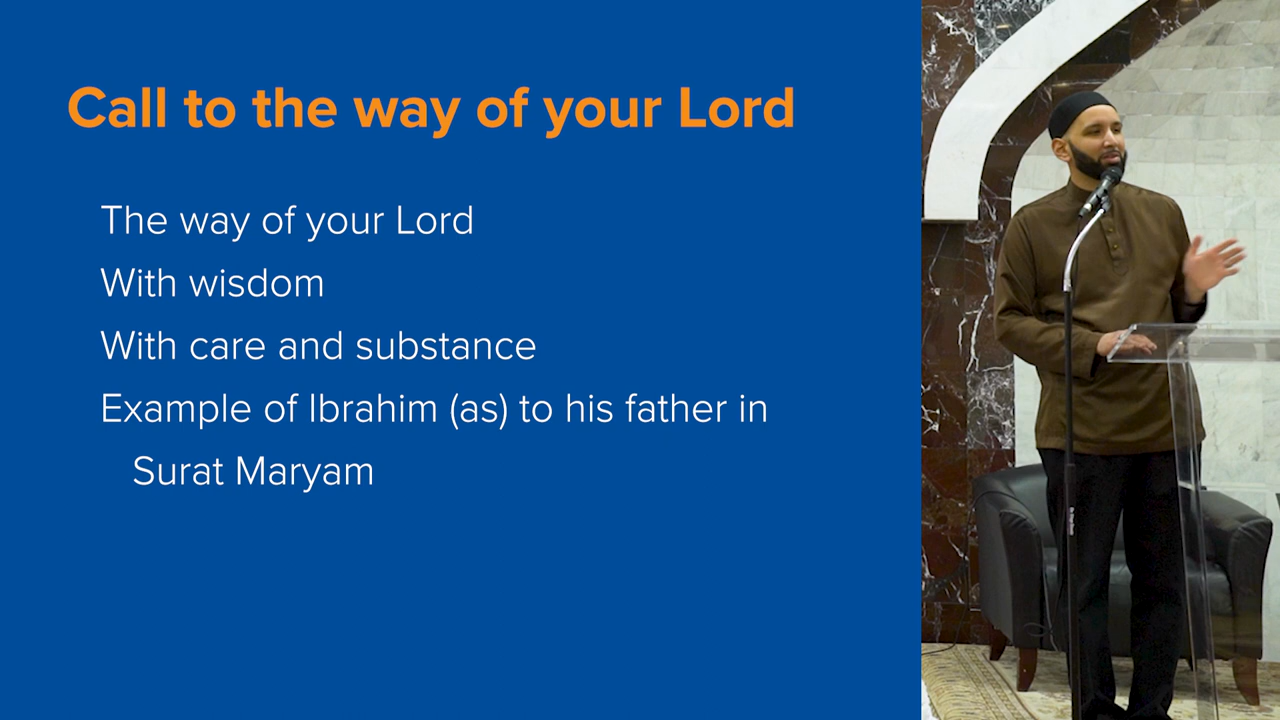 Call to the way of your Lord
The way of your Lord
With wisdom
With care and substance
Example of Ibrahim (as) to his father in
Surat Maryam